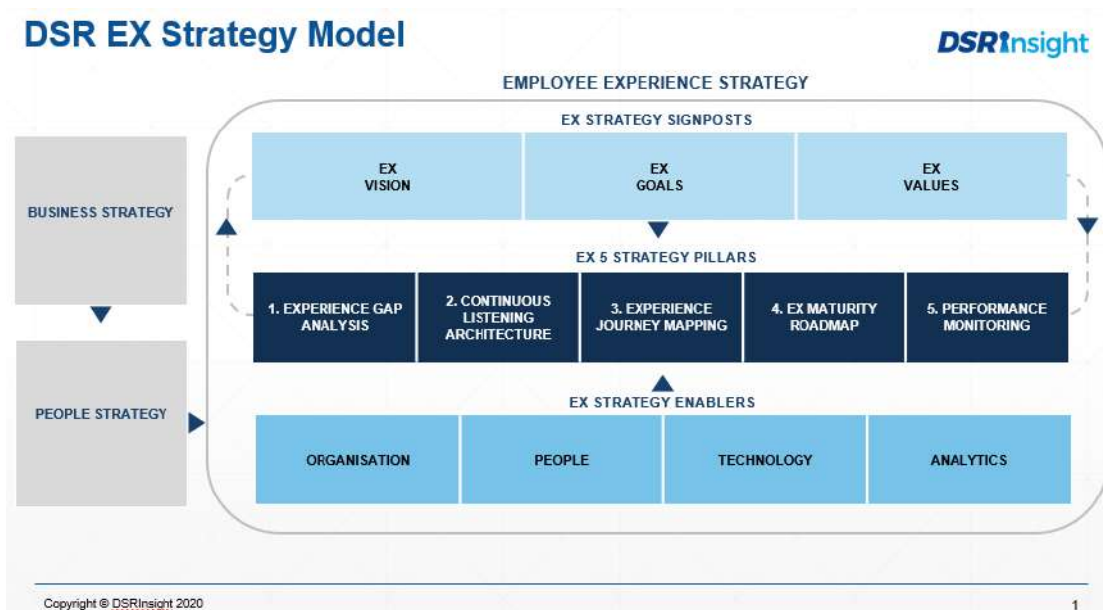 DSR EX Strategy Model
DSRInsight
EMPLOYEE EXPERIENCE STRATEGY
EX STRATEGY SIGNPOSTS
EX
VISION
EX
GOALS
EX
VALUES
BUSINESS STRATEGY
EX 5 STRATEGY PILLARS
1. EXPERIENCE GAP
ANALYSIS
2. CONTINUOUS
LISTENING
ARCHITECTURE
3. EXPERIENCE
JOURNEY MAPPING
4. EX MATURITY
ROADMAP
5. PERFORMANCE
MONITORING
PEOPLE STRATEGY
EX STRATEGY ENABLERS
ORGANISATION
PEOPLE
TECHNOLOGY
ANALYTICS
Copyright © DSRInsight 2020
1